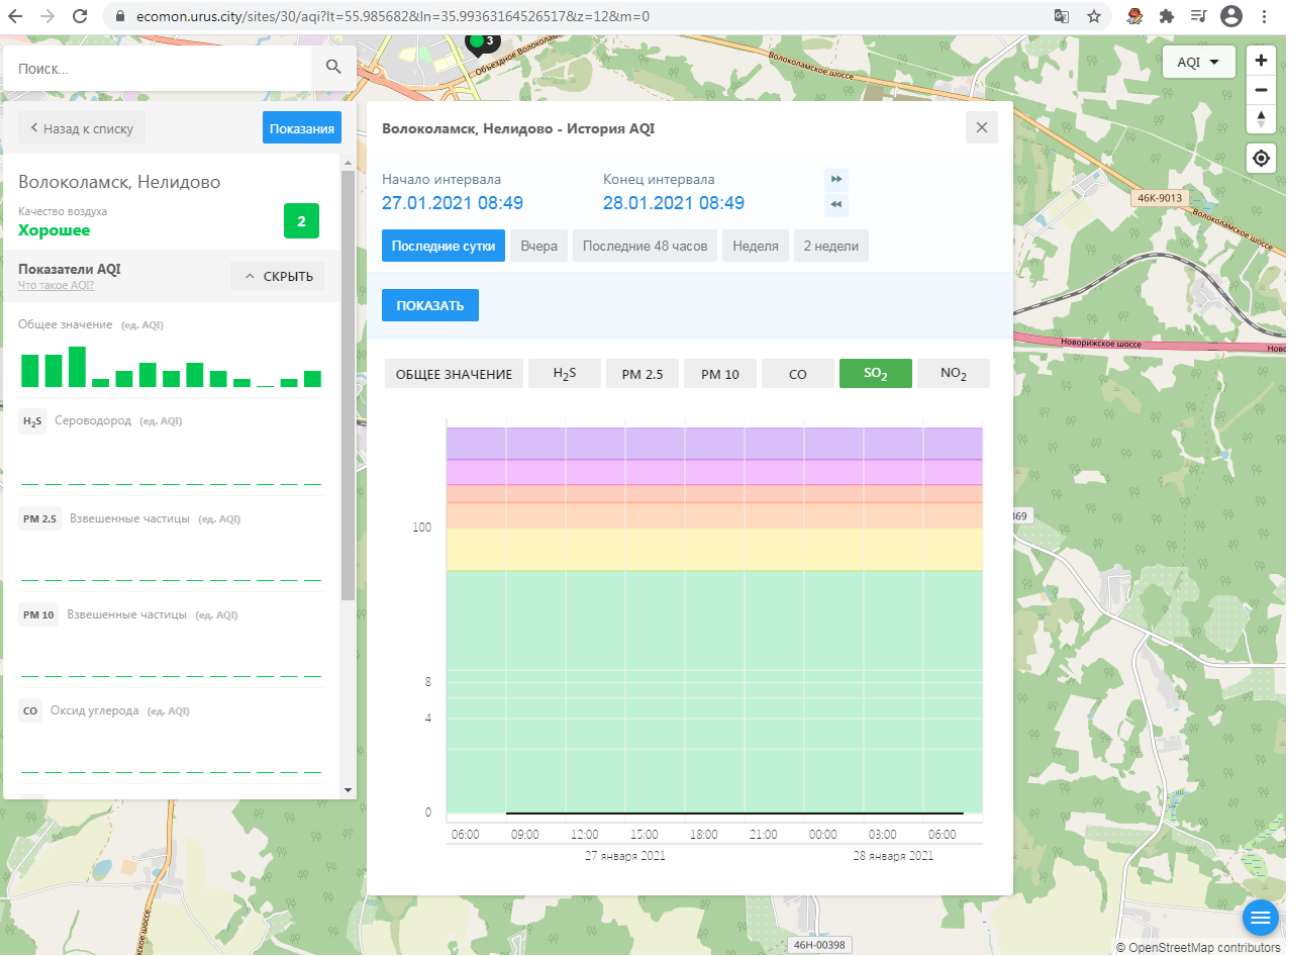 ecomon.urus.city/sites/30/aqi?lt=55.985682&ln=35.99363164526517&z=12&m=0
3
Объездное Волоколамск
Волоколамское шоссе
Поиск...
AQI
Назад к списку
Показания
Волоколамск, Нелидово
Качество воздуха
Хорошее
2
Показатели AQI
Что такое AQI?
СКРЫТЬ
Общее значение (ед. AQI)
H2S Сероводород (ед. AQI)
PM 2.5 Взвешенные частицы (ед. AQI)
PM 10 Взвешенные частицы (ед. AQI)
CO Оксид углерода (ед. AQI)
Волоколамск, Нелидово - История AQI
Начало интервала
27.01.2021 08:49
Конец интервала
28.01.2021 08:49
Последние сутки
Вчера
Последние 48 часов
Неделя
2 недели
ПОКАЗАТЬ
ОБЩЕЕ ЗНАЧЕНИЕ
H2S
PM 2.5
PM 10
CO
SO2
NO2
100
8
4
0
06:00 09:00 12:00 15:00 18:00 21:00 00:00 03:00 06:00
27 января 2021 28 января 2021
46К-9013
Волоколамское шоссе
Новорижское шоссе
Ново
369
46Н-00398
© OpenStreetMap contributors